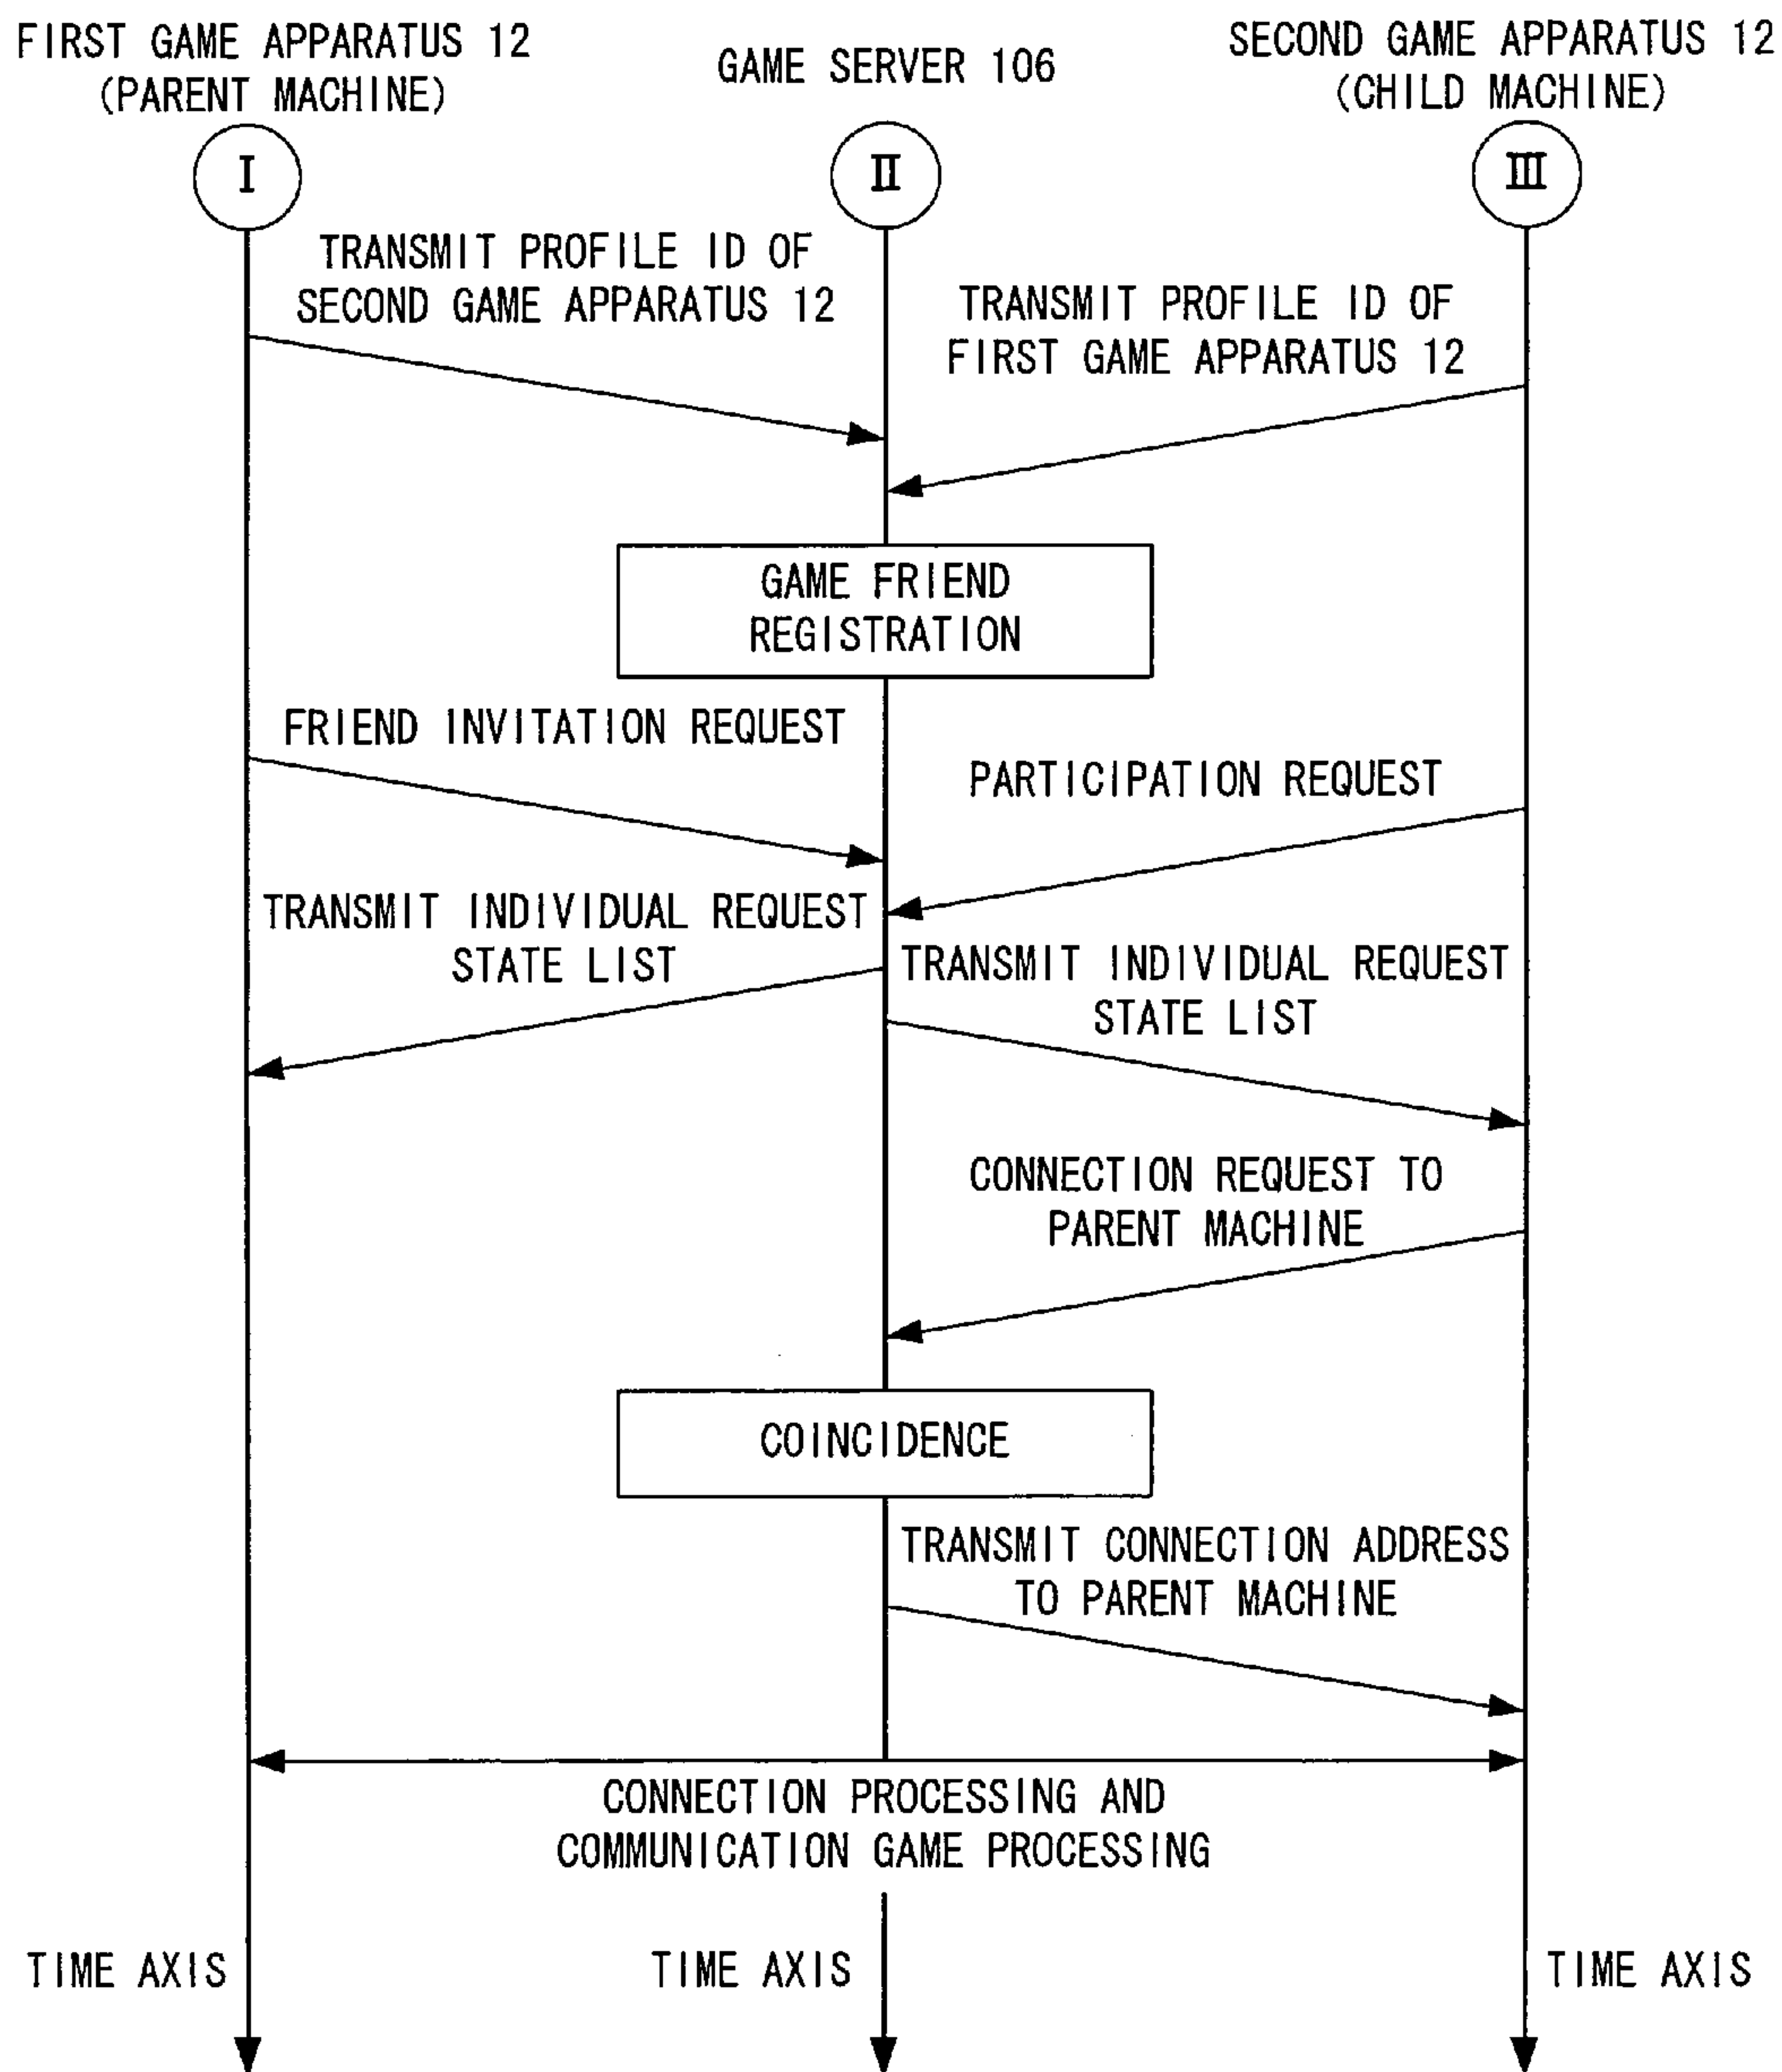 FIRST GAME APPARATUS 12
(PARENT MACHINE)
GAME SERVER 106
SECOND GAME APPARATUS 12
(CHILD MACHINE)
I
II
III
TRANSMIT PROFILE ID OF
SECOND GAME APPARATUS 12
TRANSMIT PROFILE ID OF
FIRST GAME APPARATUS 12
GAME FRIEND
REGISTRATION
FRIEND INVITATION REQUEST
PARTICIPATION REQUEST
TRANSMIT INDIVIDUAL REQUEST
STATE LIST
TRANSMIT INDIVIDUAL REQUEST
STATE LIST
CONNECTION REQUEST TO
PARENT MACHINE
COINCIDENCE
TRANSMIT CONNECTION ADDRESS
TO PARENT MACHINE
CONNECTION PROCESSING AND
COMMUNICATION GAME PROCESSING
TIME AXIS
TIME AXIS
TIME AXIS